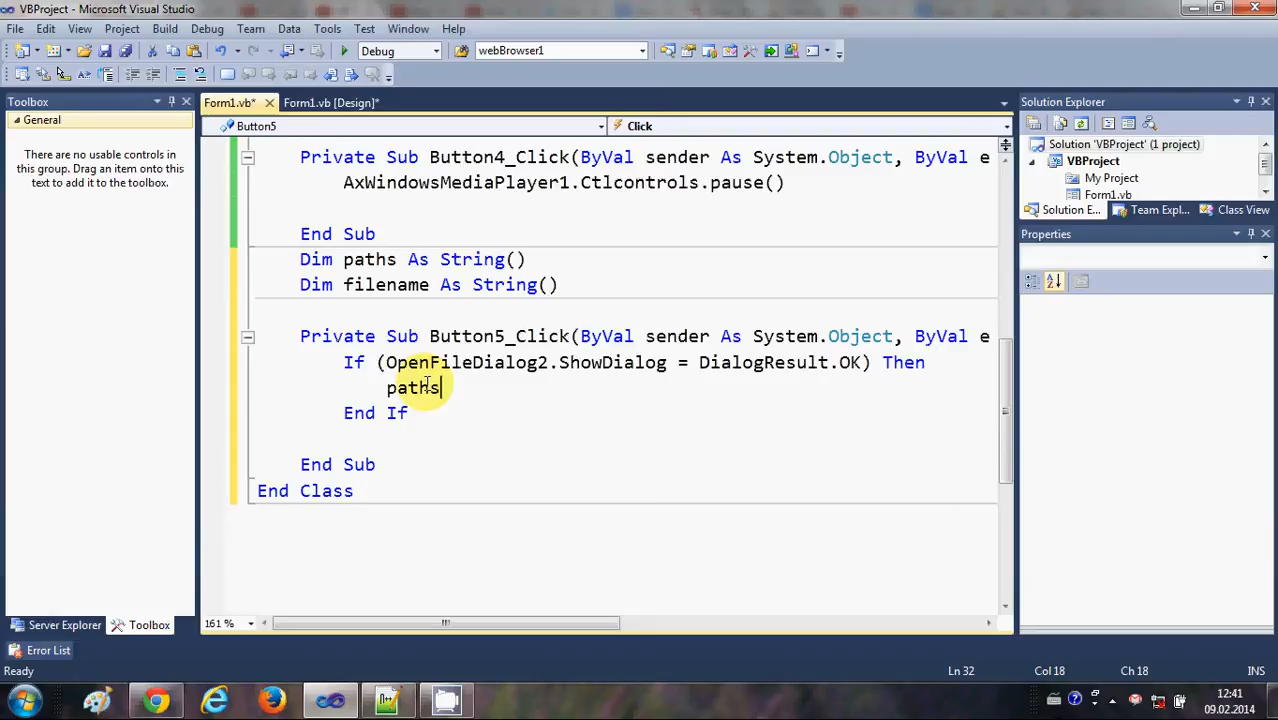 VBProject - Microsoft Visual Studio
File Edit View Project Build Debug Team Data Tools Test Window Help
Debug webBrowser1
Toolbox
General
There are no usable controls in
this group. Drag an item onto this
text to add it to the toolbox.
Form1.vb* Form1.vb [Design]*
Button5 Click
Private Sub Button4_Click(ByVal sender As System.Object, ByVal e
AxWindowsMediaPlayer1.Ctlcontrols.pause()
End Sub
Dim paths As String()
Dim filename As String()
Private Sub Button5_Click(ByVal sender As System.Object, ByVal e
If (OpenFileDialog2.ShowDialog = DialogResult.OK) Then
paths
End If
End Sub
End Class
161 %
Solution Explorer
Solution 'VBProject' (1 project)
VBProject
My Project
Form1.vb
Solution E... Team Expl... Class View
Properties
Server Explorer Toolbox
Error List
Ready Ln 32 Col 18 Ch 18 INS
12:41
09.02.2014